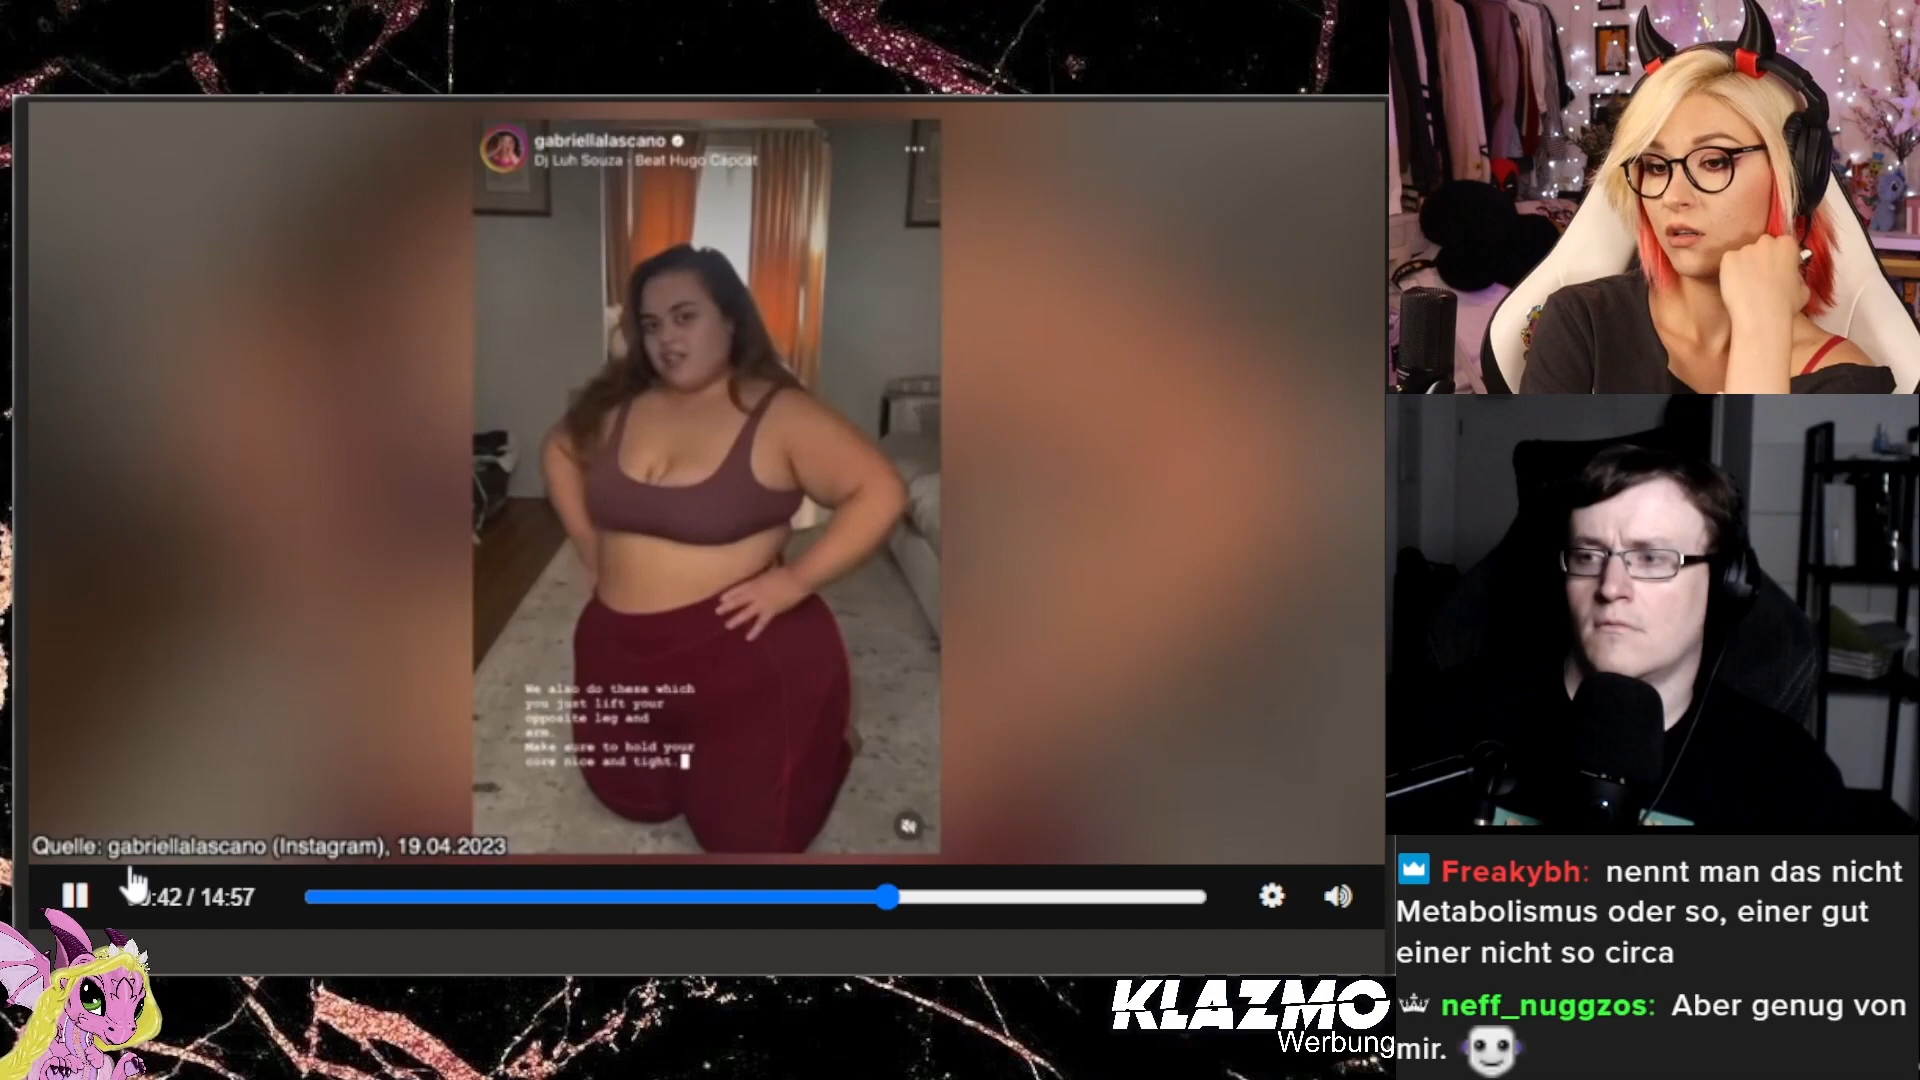 gabriellalascano
Dj Luh Souza · Beat Hugo Capcat
We also do these which
you just lift your
opposite leg and
arm.
Make sure to hold your
core nice and tight.
Quelle: gabriellalascano (Instagram), 19.04.2023
:42 / 14:57
Freakybh: nennt man das nicht
Metabolismus oder so, einer gut
einer nicht so circa
neff_nuggzos: Aber genug von
mir.
KLAZMO
Werbung